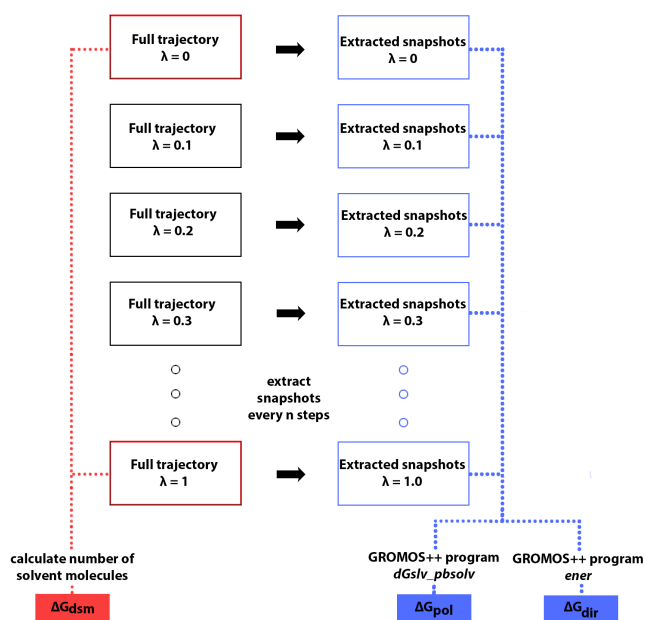 Full trajectory
λ = 0
Extracted snapshots
λ = 0
Full trajectory
λ = 0.1
Extracted snapshots
λ = 0.1
Full trajectory
λ = 0.2
Extracted snapshots
λ = 0.2
Full trajectory
λ = 0.3
Extracted snapshots
λ = 0.3
extract
snapshots
every n steps
Full trajectory
λ = 1
Extracted snapshots
λ = 1.0
calculate number of
solvent molecules
ΔGdsm
GROMOS++ program
dGslv_pbsolv
ΔGpol
GROMOS++ program
ener
ΔGdir